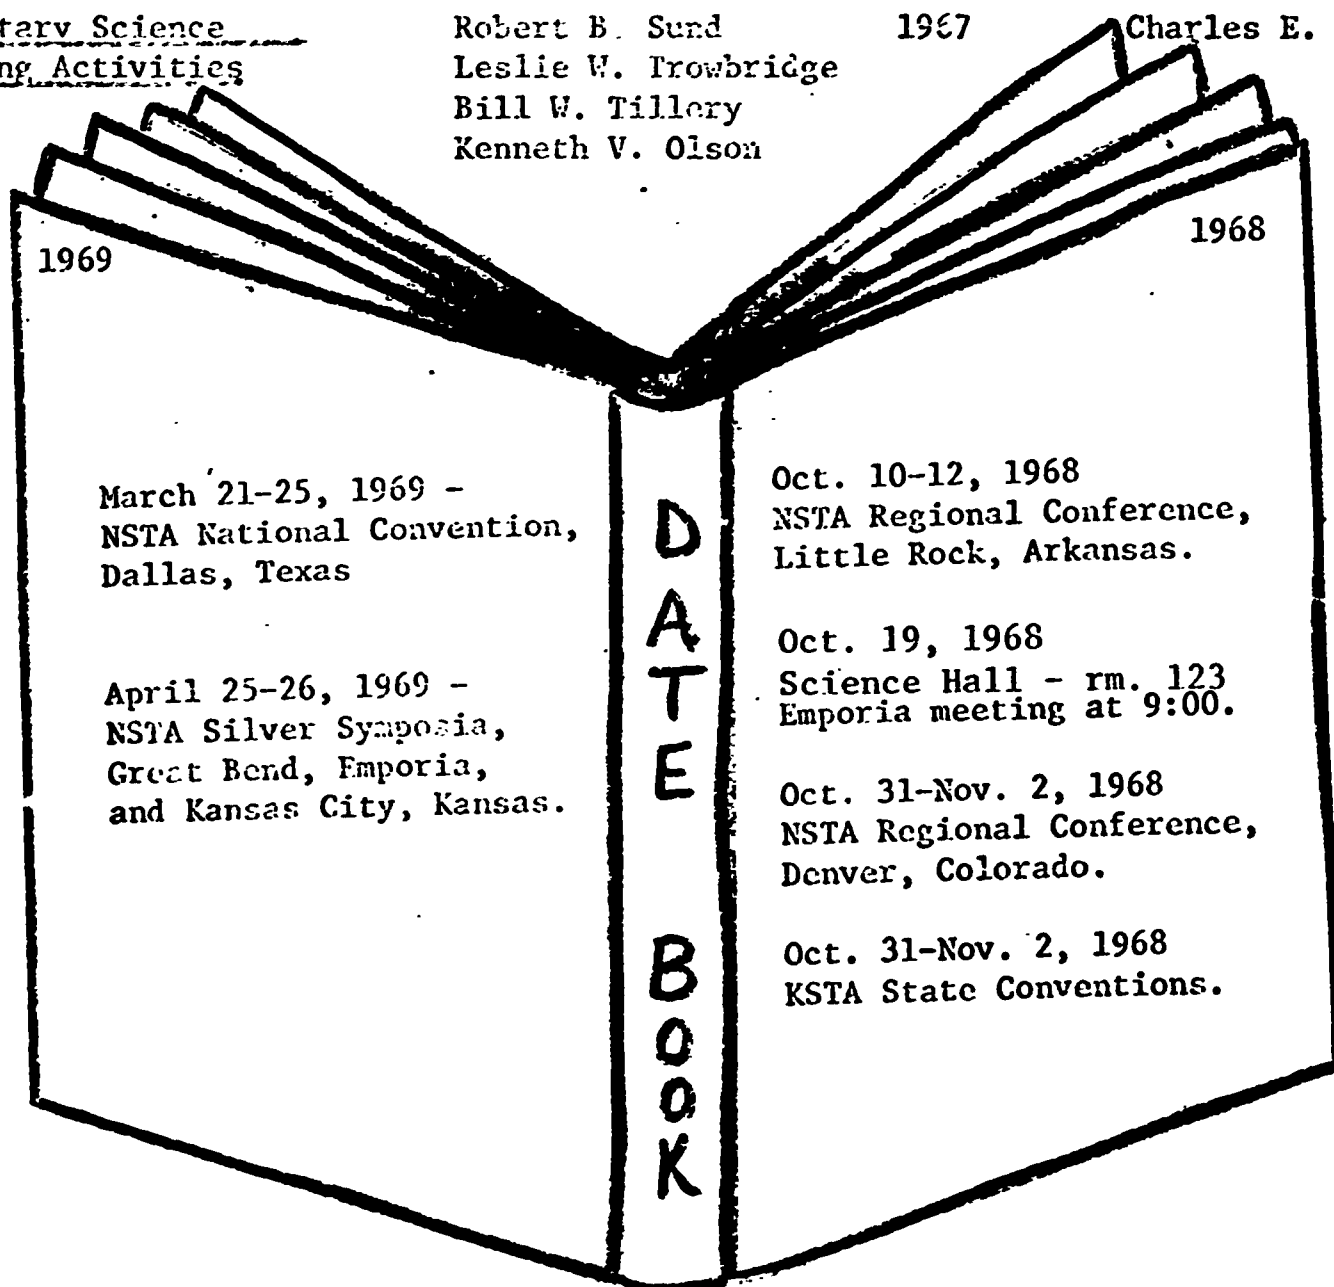 tary Science Robert B. Sund 1967 Charles E.
ng Activities Leslie W. Trowbridge
Bill W. Tillery
Kenneth V. Olson
1969
March 21-25, 1969 -
NSTA National Convention,
Dallas, Texas
April 25-26, 1969 -
NSTA Silver Symposia,
Great Bend, Emporia,
and Kansas City, Kansas.
DATE BOOK
1968
Oct. 10-12, 1968
NSTA Regional Conference,
Little Rock, Arkansas.
Oct. 19, 1968
Science Hall - rm. 123
Emporia meeting at 9:00.
Oct. 31-Nov. 2, 1968
NSTA Regional Conference,
Denver, Colorado.
Oct. 31-Nov. 2, 1968
KSTA State Conventions.